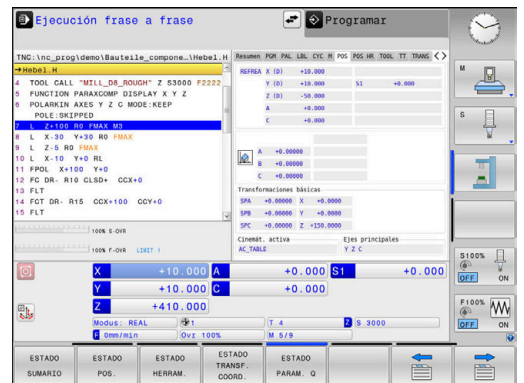 Ejecución frase a frase
Programar
TNC:\nc_prog\demo\Bauteile_compone…\Hebel.H
→Hebel.H
4 TOOL CALL "MILL_D8_ROUGH" Z S3000 F2222
5 FUNCTION PARAXCOMP DISPLAY X Y Z
6 POLARKIN AXES Y Z C MODE:KEEP
POLE:SKIPPED
7 L Z+100 R0 FMAX M3
8 L X-30 Y+30 R0 FMAX
9 L Z-5 R0 FMAX
10 L X-10 Y+0 RL
11 FPOL X+100 Y+0
12 FC DR- R10 CLSD+ CCX+0
13 FLT
14 FCT DR- R15 CCX+100 CCY+0
15 FLT
100% S-OVR
100% F-OVR LIMIT 1
Resumen PGM PAL LBL CYC M POS POS HR TOOL TT TRANS
REFREA X (D) +10.000
Y (D) +10.000 S1 +0.000
Z (D) -50.000
A +0.000
C +0.000
A +0.00000
B +0.00000
C +0.00000
Transformaciones básicas
SPA +0.00000 X +0.0000
SPB +0.00000 Y +0.0000
SPC +0.00000 Z +150.0000
Cinemát. activa Ejes principales
AC_TABLE Y Z C
X +10.000 A +0.000 S1 +0.000
Y +10.000 C +0.000
Z +410.000
Modus: REAL 1 T 4 Z S 3000
F 0mm/min Ovr 100% M 5/9
M
S
S100%
OFF ON
F100%
OFF ON
ESTADO SUMARIO
ESTADO POS.
ESTADO HERRAM.
ESTADO TRANSF. COORD.
ESTADO PARAM. Q